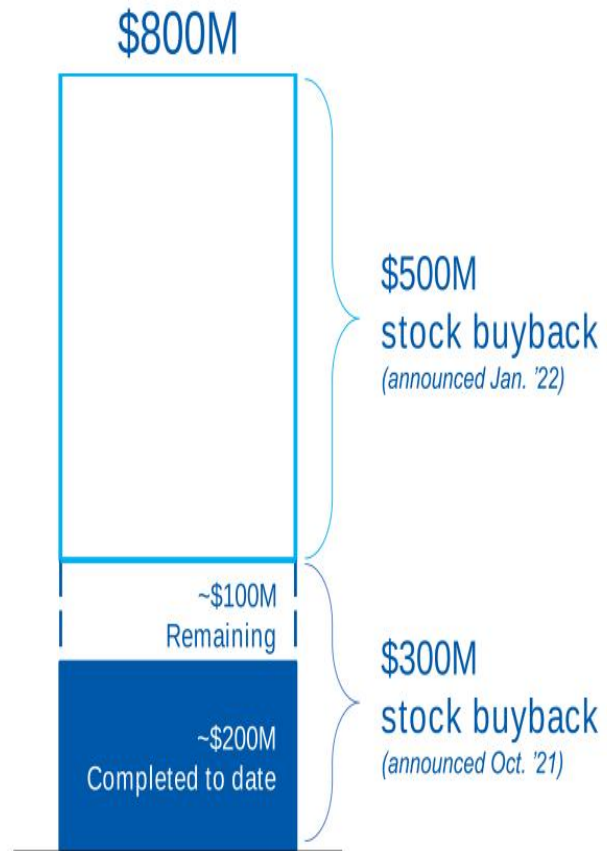 $800M
$500M
stock buyback
(announced Jan. ’22)
~$100M
Remaining
$300M
stock buyback
(announced Oct. ’21)
~$200M
Completed to date